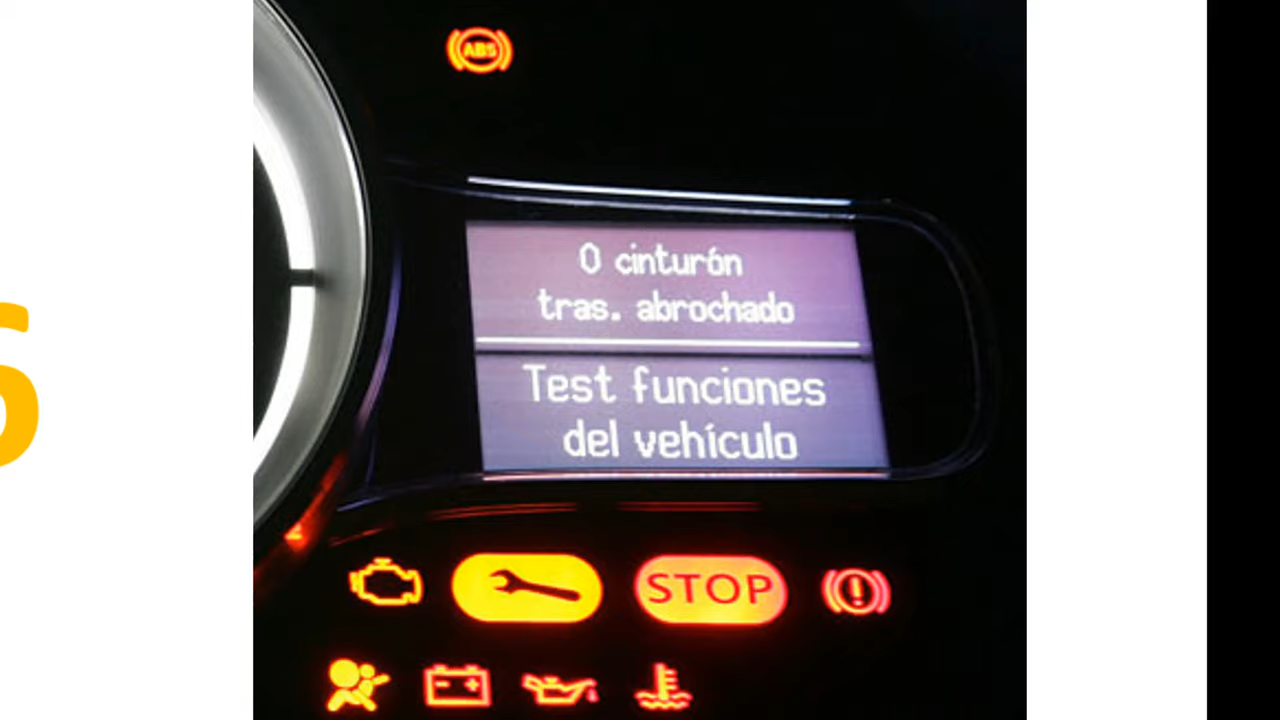 ABS
0 cinturón
tras. abrochado
Test funciones
del vehículo
STOP